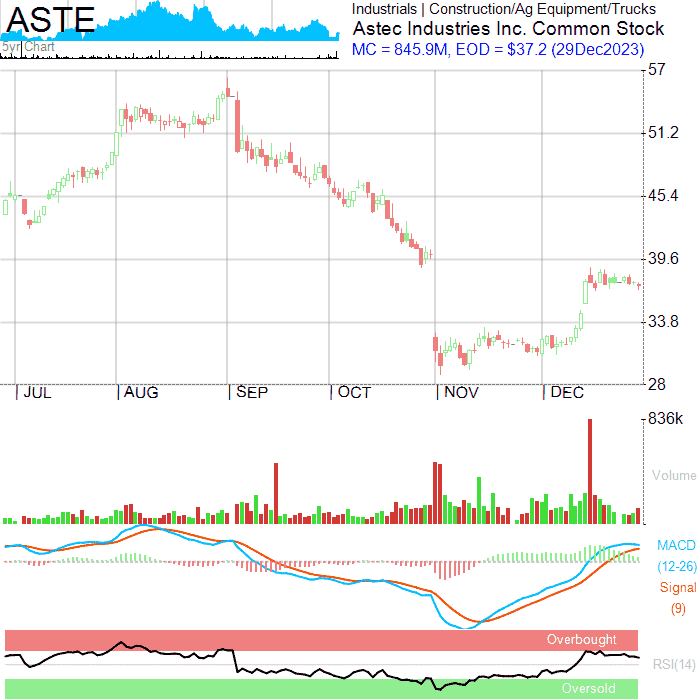 ASTE
5yr Chart
Industrials | Construction/Ag Equipment/Trucks
Astec Industries Inc. Common Stock
MC = 845.9M, EOD = $37.2 (29Dec2023)
57
51.2
45.4
39.6
33.8
28
JUL AUG SEP OCT NOV DEC
836k
Volume
MACD
(12-26)
Signal
(9)
Overbought
RSI(14)
Oversold